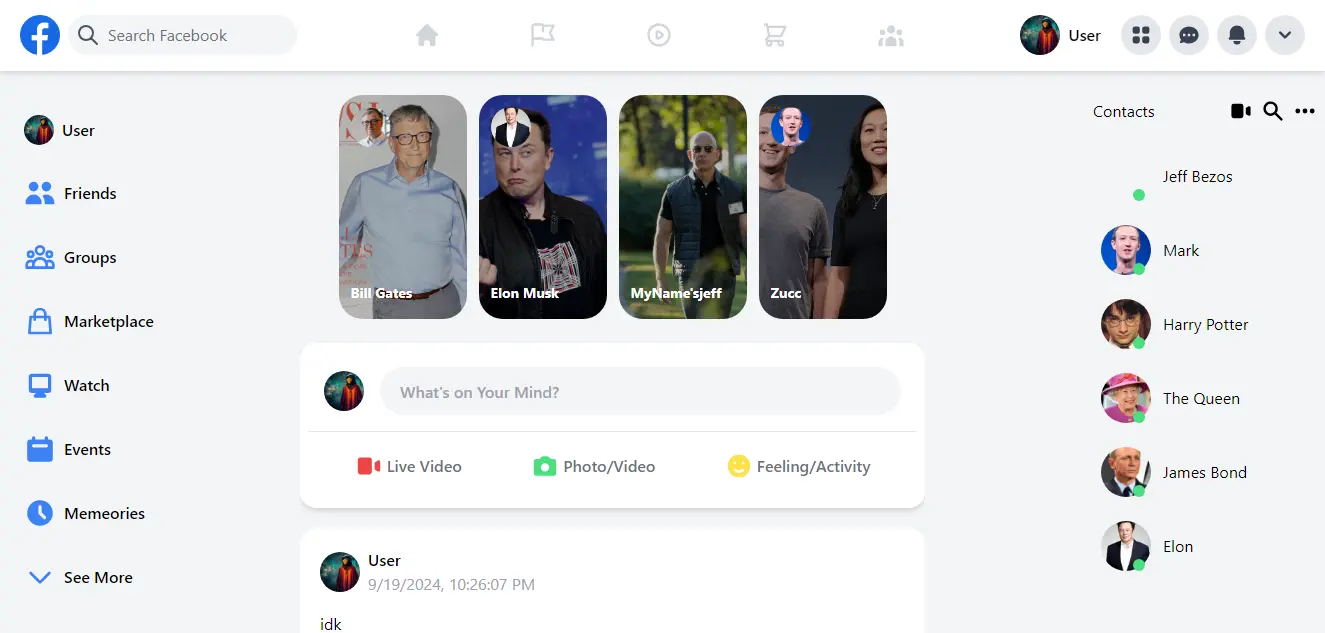 Search Facebook
User
User
Friends
Groups
Marketplace
Watch
Events
Memeories
See More
Bill Gates
Elon Musk
MyName'sjeff
Zucc
What's on Your Mind?
Live Video
Photo/Video
Feeling/Activity
User
9/19/2024, 10:26:07 PM
idk
Contacts
Jeff Bezos
Mark
Harry Potter
The Queen
James Bond
Elon